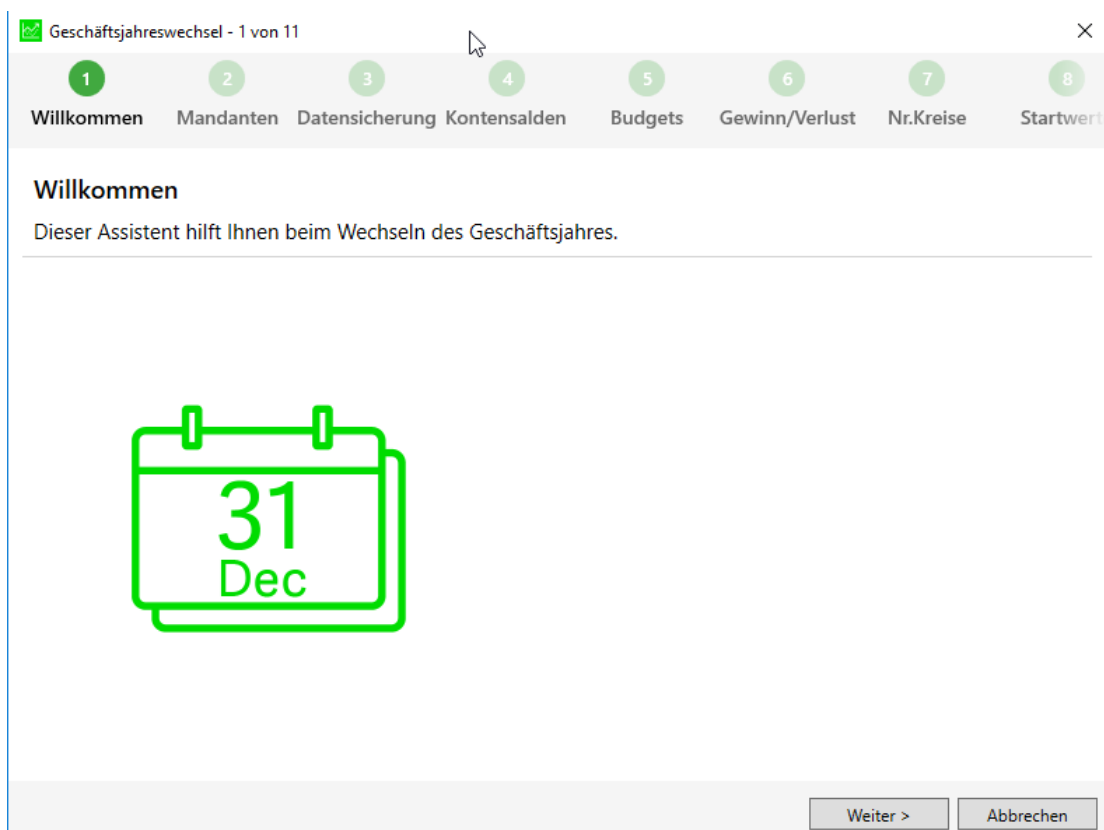 Geschäftsjahreswechsel - 1 von 11
1 2 3 4 5 6 7 8
Willkommen Mandanten Datensicherung Kontensalden Budgets Gewinn/Verlust Nr.Kreise Startwert
Willkommen
Dieser Assistent hilft Ihnen beim Wechseln des Geschäftsjahres.
31
Dec
Weiter > Abbrechen